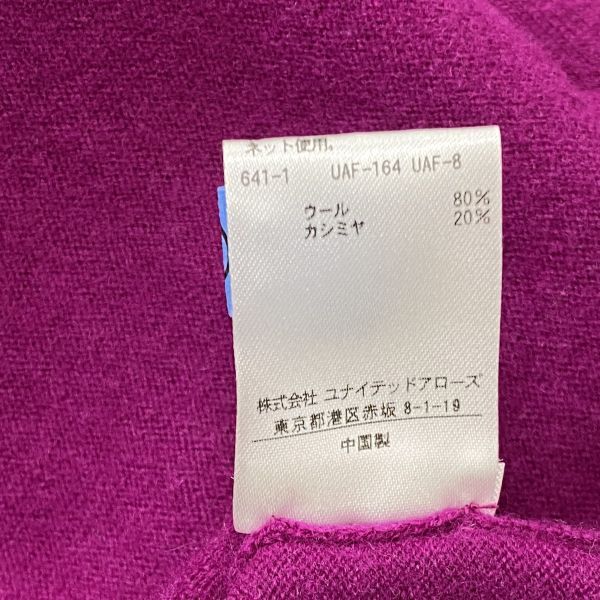 ネット使用。
641-1 UAF-164 UAF-8
ウール 80%
カシミヤ 20%
株式会社 ユナイテッドアローズ
東京都港区赤坂 8-1-19
中国製